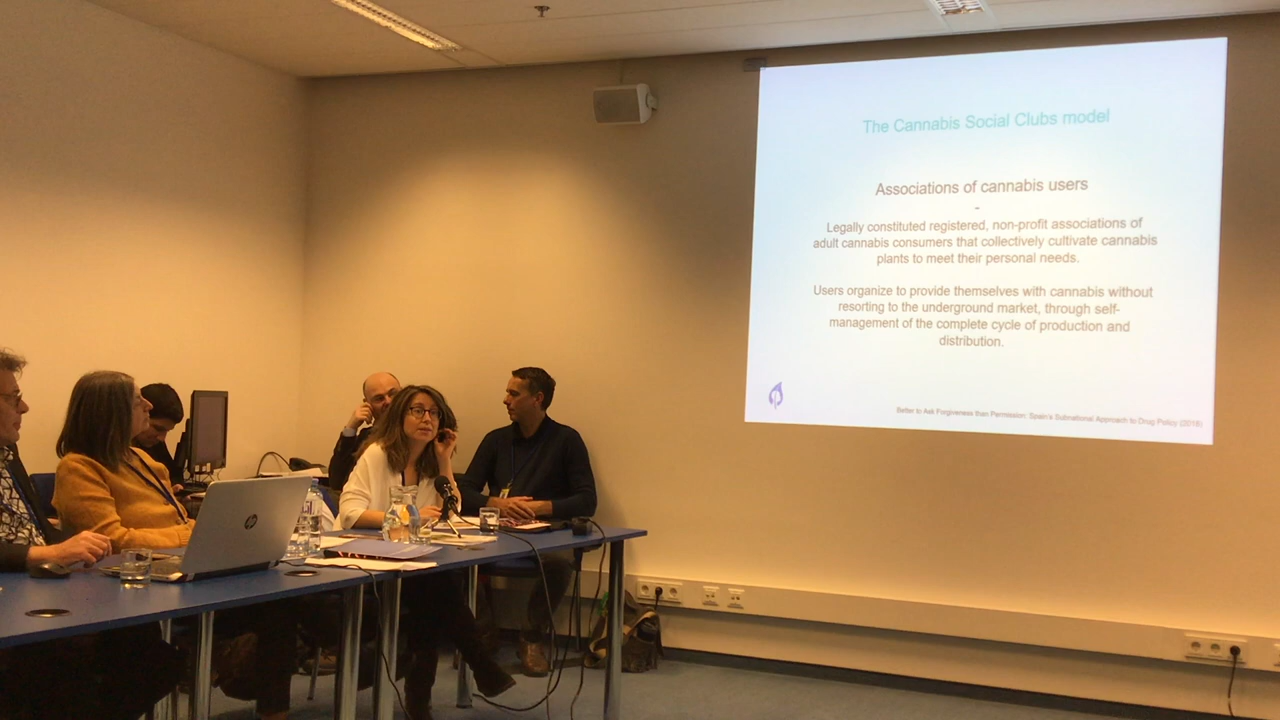 The Cannabis Social Clubs model
Associations of cannabis users
-
Legally constituted registered, non-profit associations of
adult cannabis consumers that collectively cultivate cannabis
plants to meet their personal needs.
Users organize to provide themselves with cannabis without
resorting to the underground market, through self-
management of the complete cycle of production and
distribution.
Better to Ask Forgiveness than Permission: Spain's Subnational Approach to Drug Policy (2018)
hp